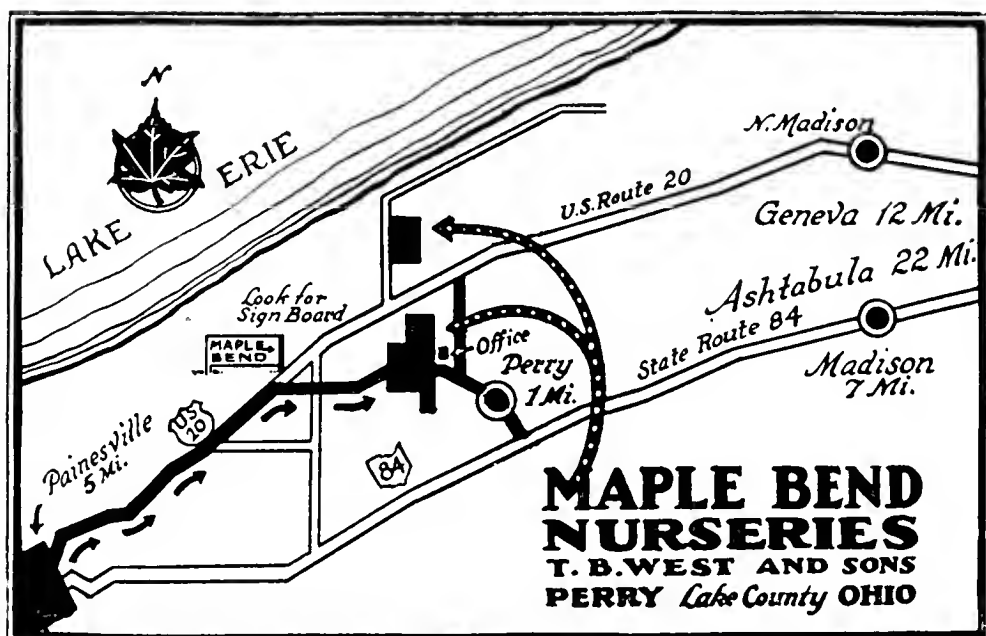 N
LAKE ERIE
N. Madison
U.S. Route 20
Geneva 12 Mi.
Ashtabula 22 Mi.
State Route 84
Madison
7 Mi.
Look for
Sign Board
MAPLE
BEND
Office
Perry
1 Mi.
US
20
84
Painesville
5 Mi.
MAPLE BEND
NURSERIES
T. B. WEST AND SONS
PERRY Lake County OHIO